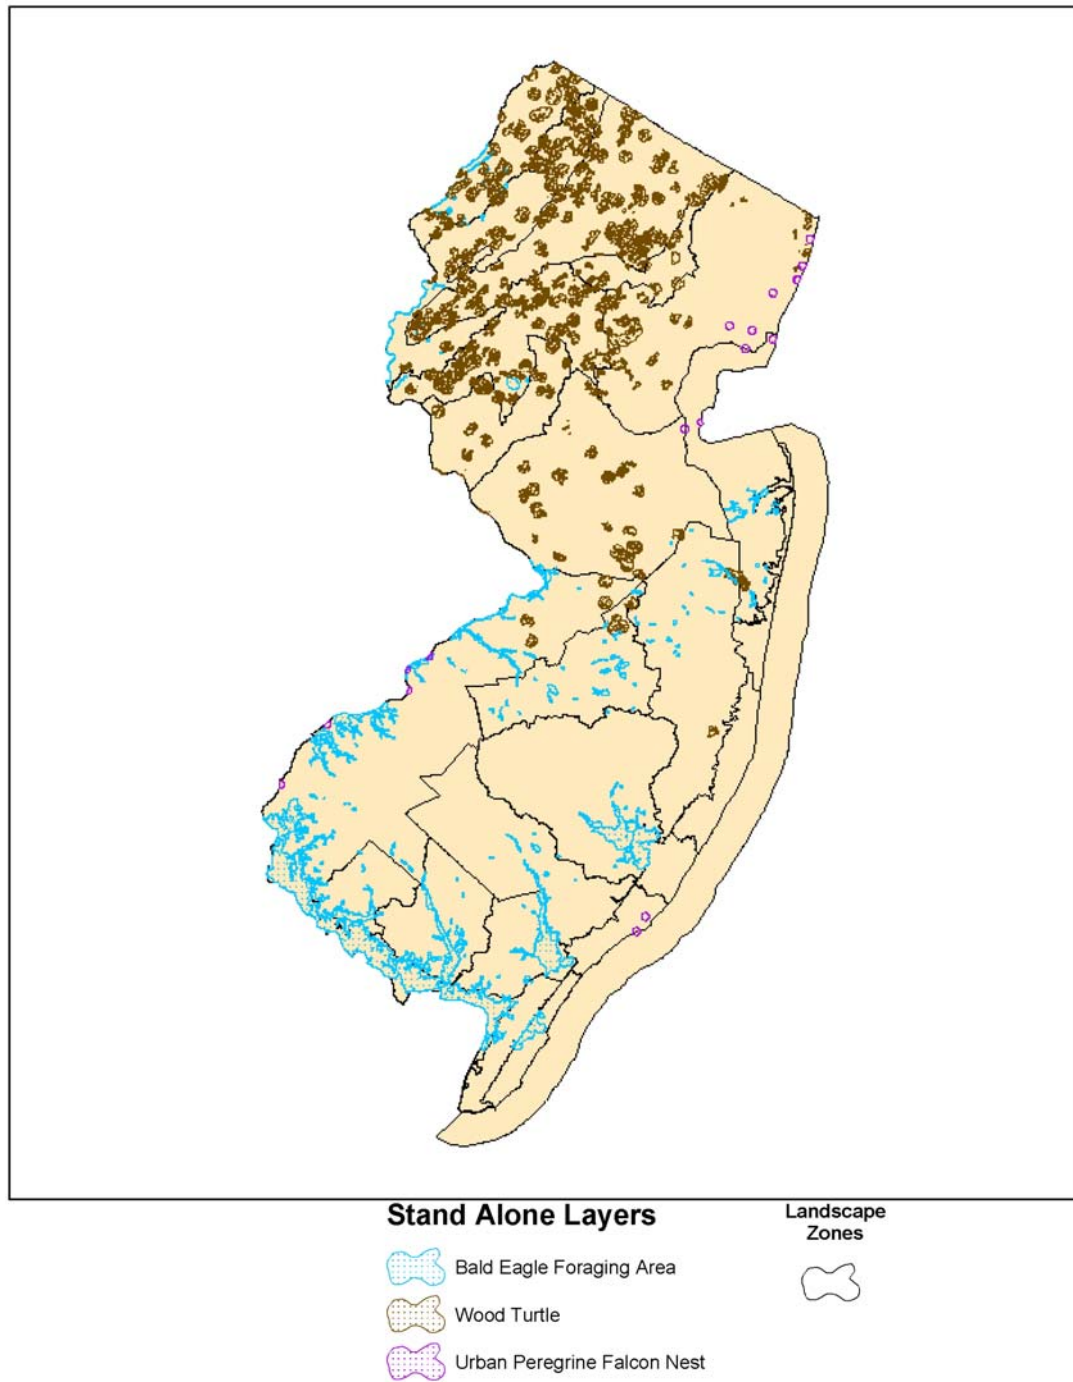 Stand Alone Layers
Bald Eagle Foraging Area
Wood Turtle
Urban Peregrine Falcon Nest
Landscape
Zones